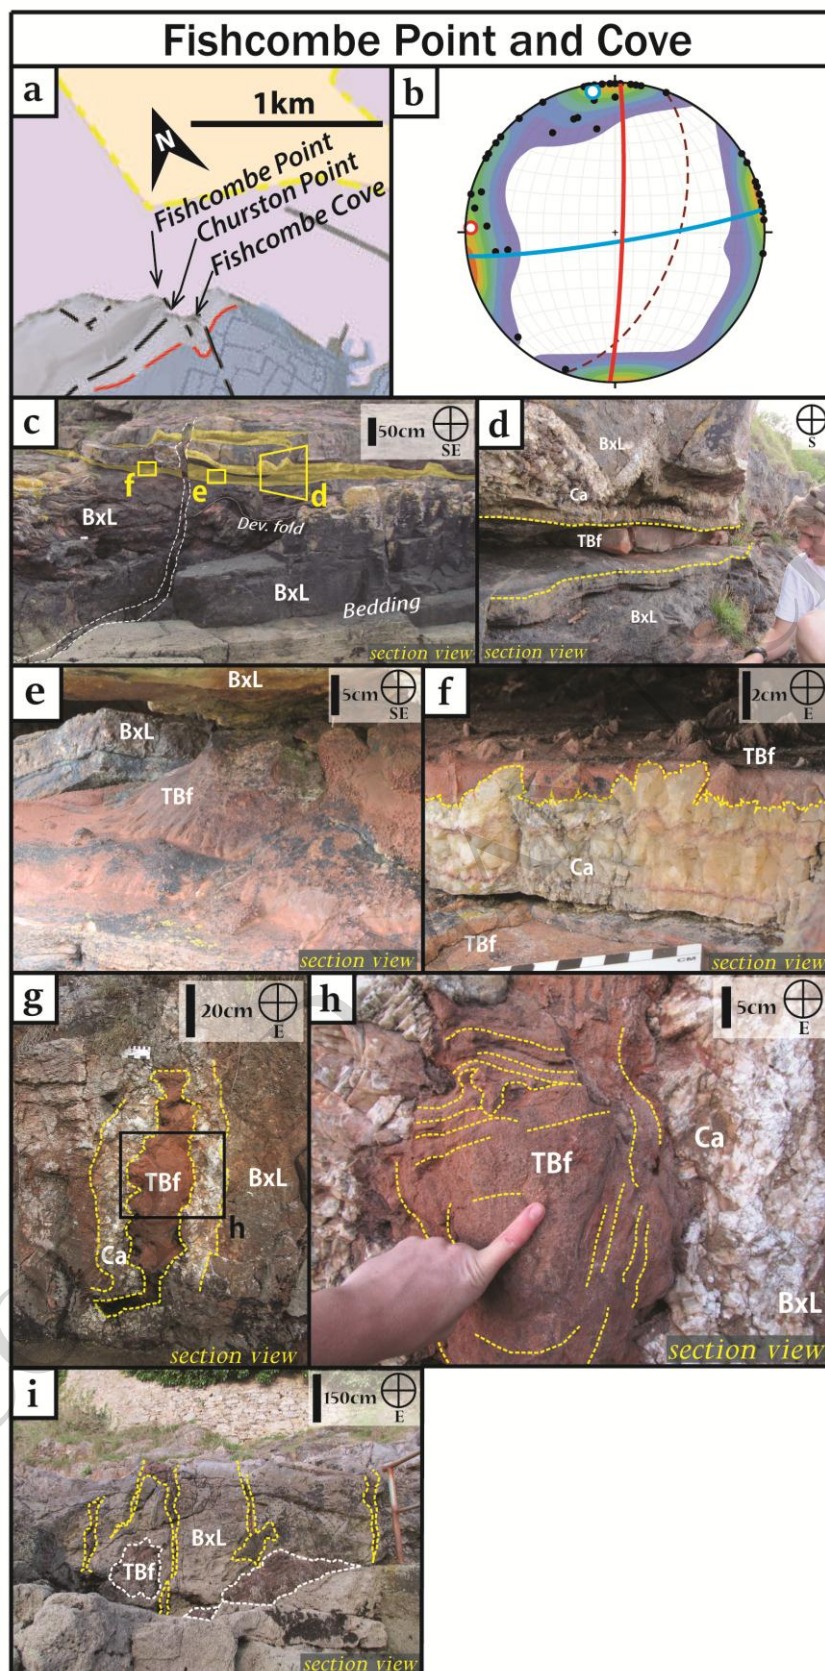 Fishcombe Point and Cove
a
1km
N
Fishcombe Point
Churston Point
Fishcombe Cove
b
c
50cm
SE
f
e
d
BxL
Dev. fold
BxL
Bedding
section view
d
S
BxL
Ca
TBf
BxL
section view
e
5cm
SE
BxL
BxL
TBf
section view
f
2cm
E
TBf
Ca
TBf
CM
section view
g
20cm
E
TBf
BxL
h
Ca
section view
h
5cm
E
Ca
TBf
BxL
section view
i
150cm
E
BxL
TBf
section view